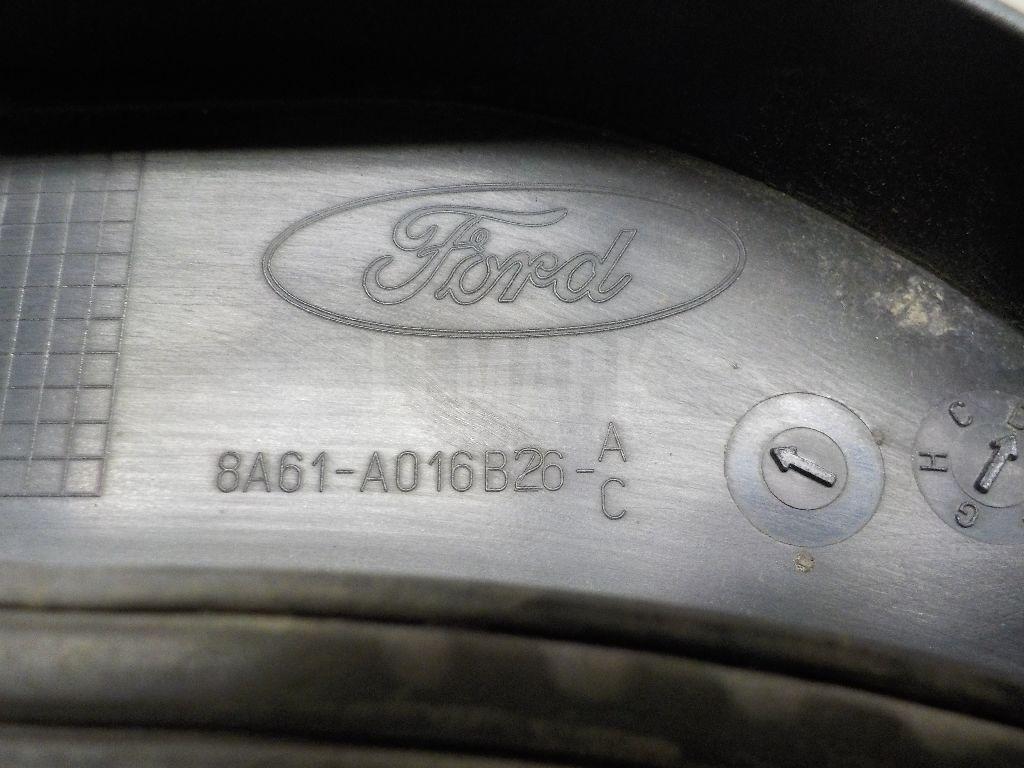 Ford
8A61-A016B26-A
C
C D
H
G